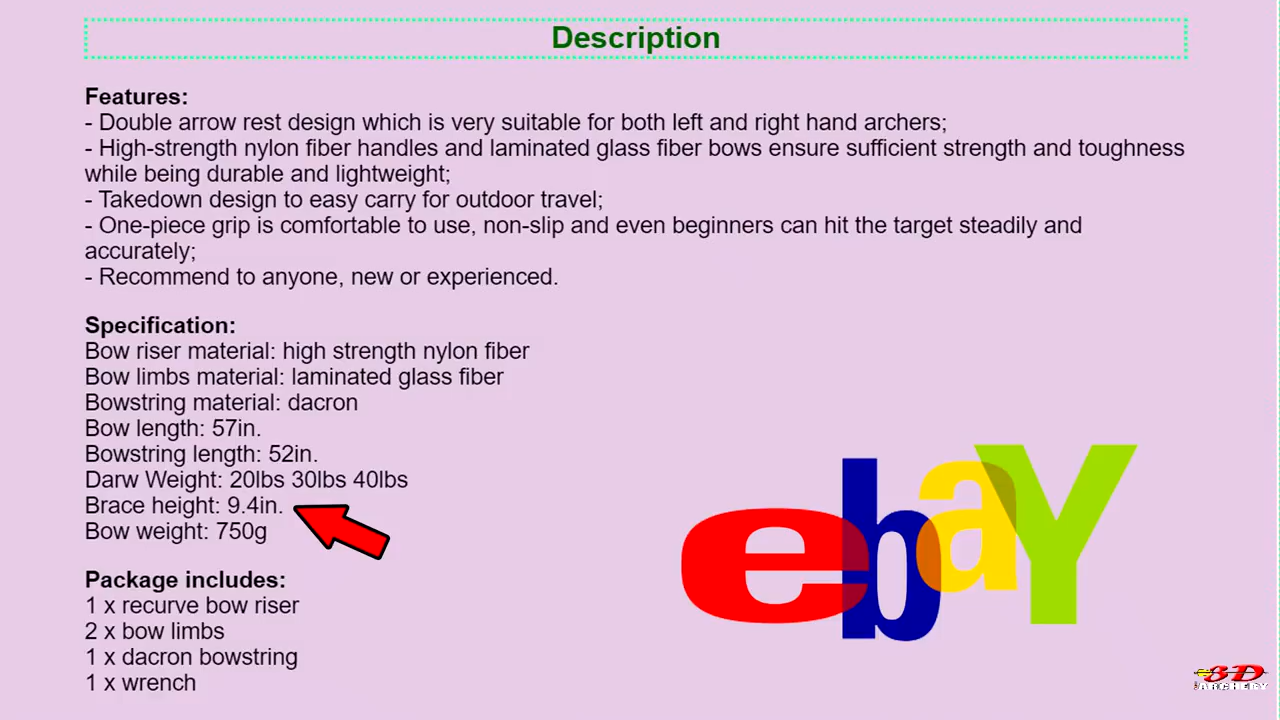 Description
Features:
- Double arrow rest design which is very suitable for both left and right hand archers;
- High-strength nylon fiber handles and laminated glass fiber bows ensure sufficient strength and toughness
while being durable and lightweight;
- Takedown design to easy carry for outdoor travel;
- One-piece grip is comfortable to use, non-slip and even beginners can hit the target steadily and
accurately;
- Recommend to anyone, new or experienced.
Specification:
Bow riser material: high strength nylon fiber
Bow limbs material: laminated glass fiber
Bowstring material: dacron
Bow length: 57in.
Bowstring length: 52in.
Darw Weight: 20lbs 30lbs 40lbs
Brace height: 9.4in.
Bow weight: 750g
Package includes:
1 x recurve bow riser
2 x bow limbs
1 x dacron bowstring
1 x wrench
ebaY
3D
ARCHERY